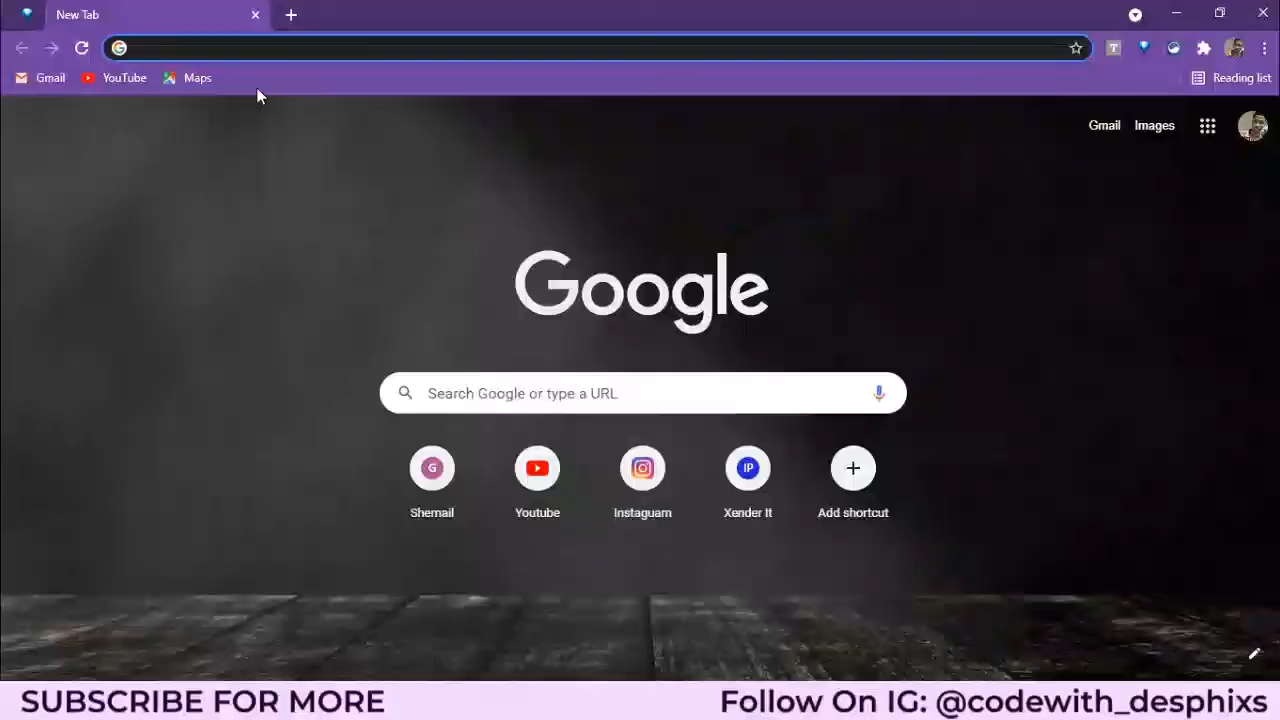 New Tab
Gmail YouTube Maps Reading list
Gmail Images
Google
Search Google or type a URL
G IP
Shemail Youtube Instaguam Xender It Add shortcut
SUBSCRIBE FOR MORE Follow On IG: @codewith_desphixs